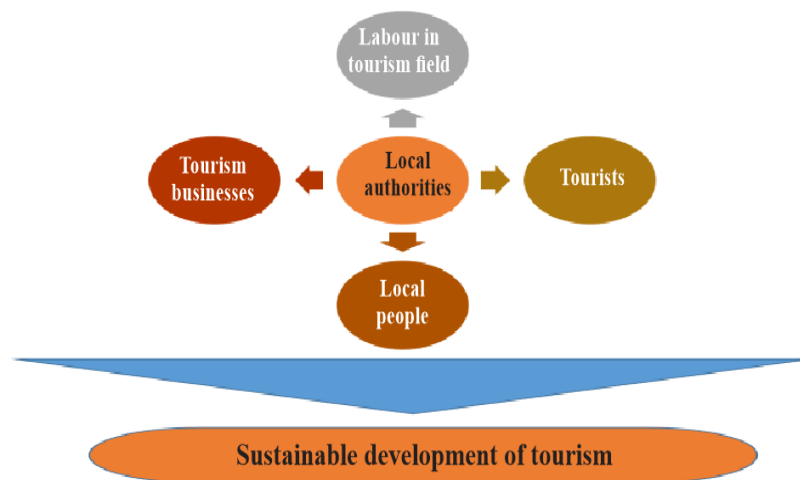 Labour in
tourism field
Tourism
businesses
Local
authorities
Tourists
Local
people
Sustainable development of tourism